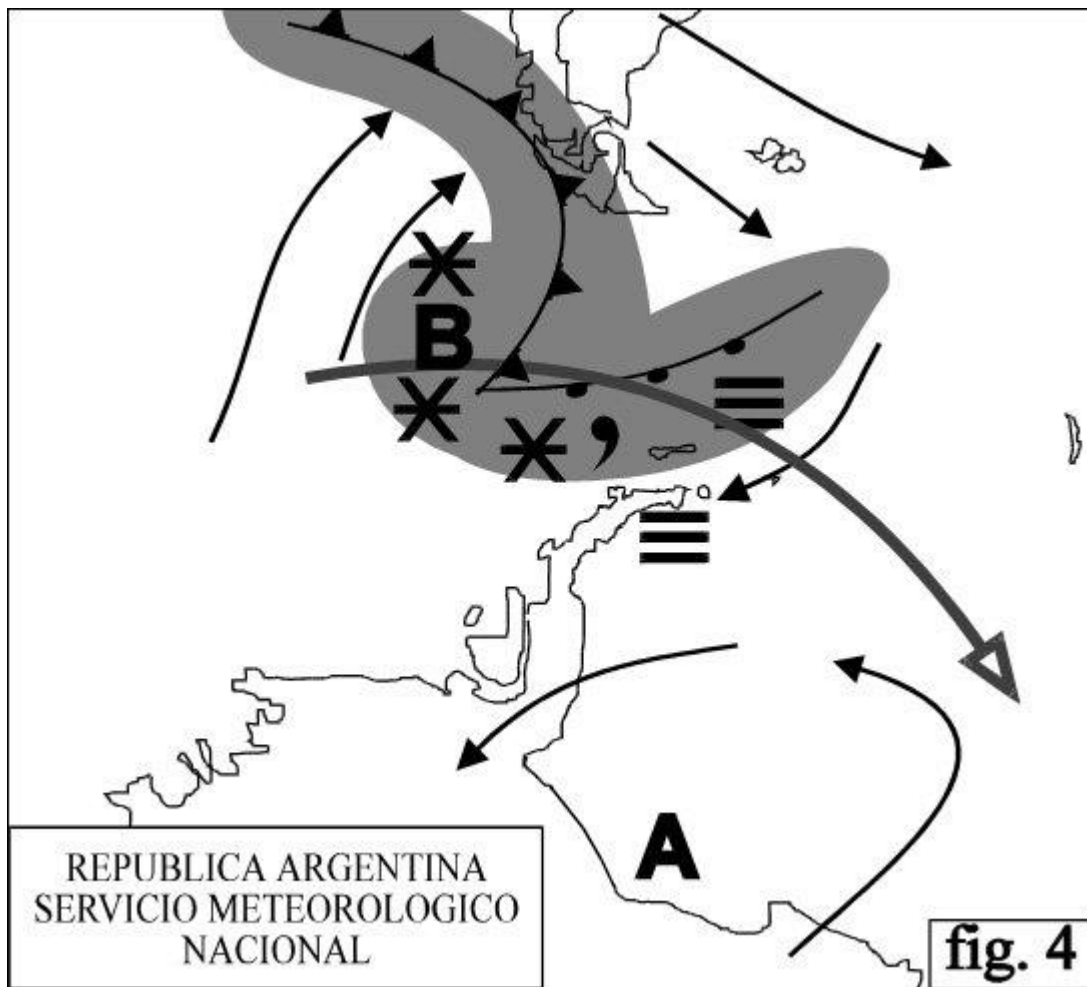 B
A
REPUBLICA ARGENTINA
SERVICIO METEOROLOGICO
NACIONAL
fig. 4